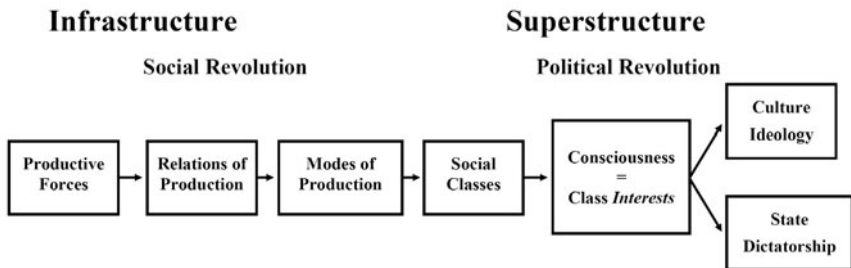 Infrastructure
Superstructure
Social Revolution
Political Revolution
Productive
Forces
Relations of
Production
Modes of
Production
Social
Classes
Consciousness
=
Class Interests
Culture
Ideology
State
Dictatorship